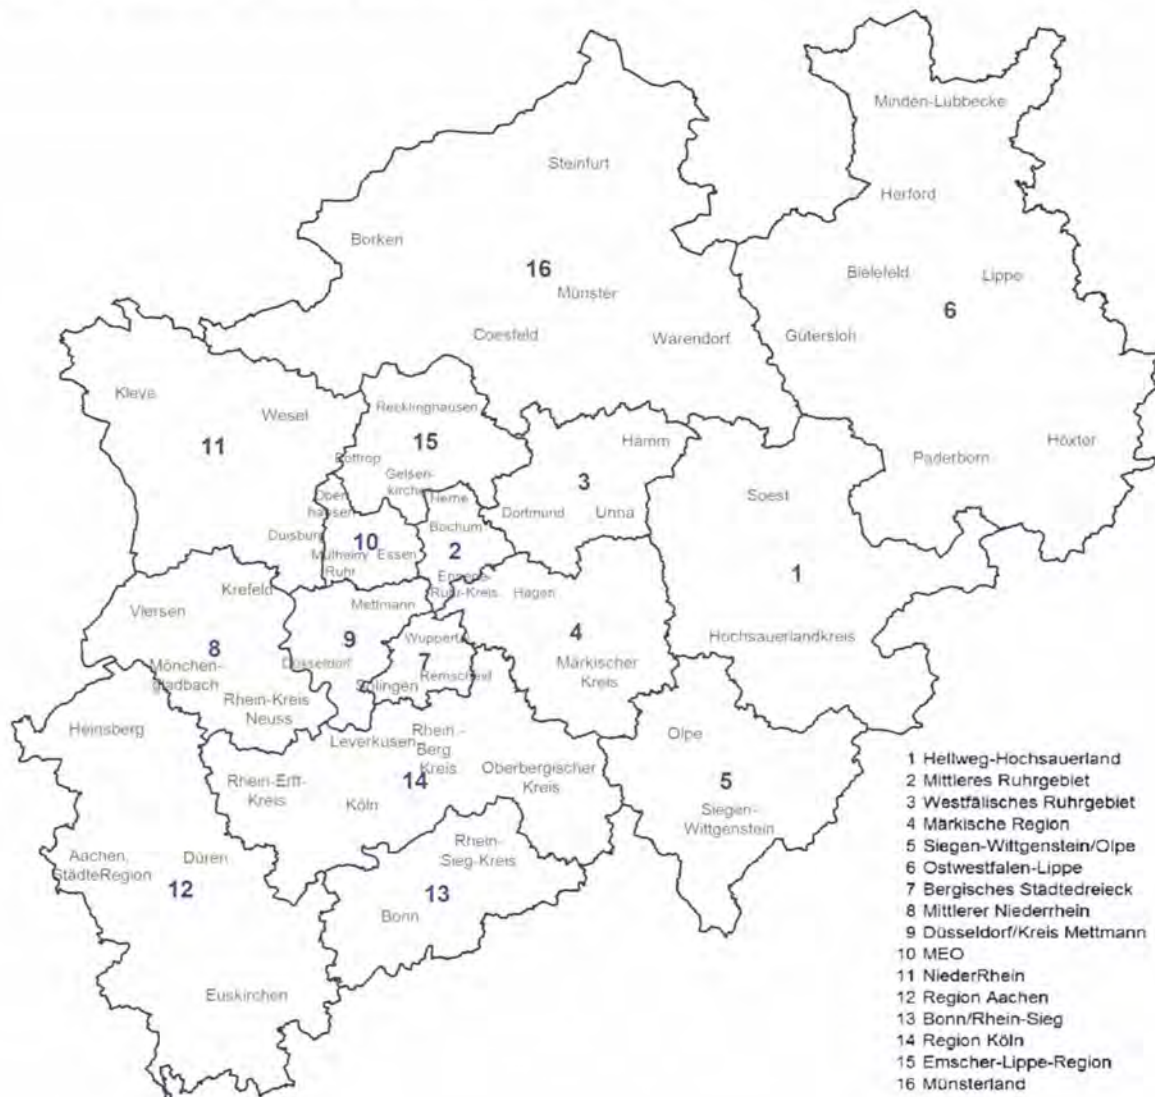 Minden-Lübbecke
Steinfurt
Herford
Borken
16
Münster
Bielefeld
Lippe
6
Coesfeld
Warendorf
Gütersloh
Kleve
Wesel
11
Recklinghausen
15
Bottrop
Gelsen-
kirchen
Hamm
3
Dortmund
Unna
Soest
Paderborn
Höxter
Ober
hausen
Herne
Duisburg
10
Mülheim/
Ruhr
Essen
Bochum
2
Ennepe-
Ruhr-Kreis
Hagen
1
Krefeld
Viersen
8
Mettmann
9
Düsseldorf
Wuppertal
7
Remscheid
Solingen
4
Märkischer
Kreis
Hochsauerlandkreis
Mönchen-
gladbach
Rhein-Kreis
Neuss
Heinsberg
Leverkusen
Rhein.-
Berg
Kreis
14
Rhein-Erft-
Kreis
Köln
Oberbergischer
Kreis
Olpe
5
Siegen-
Wittgenstein
Aachen,
StädteRegion
Düren
12
Rhein-
Sieg-Kreis
13
Bonn
Euskirchen
1 Hellweg-Hochsauerland
2 Mittleres Ruhrgebiet
3 Westfälisches Ruhrgebiet
4 Märkische Region
5 Siegen-Wittgenstein/Olpe
6 Ostwestfalen-Lippe
7 Bergisches Städtedreieck
8 Mittlerer Niederrhein
9 Düsseldorf/Kreis Mettmann
10 MEO
11 NiederRhein
12 Region Aachen
13 Bonn/Rhein-Sieg
14 Region Köln
15 Emscher-Lippe-Region
16 Münsterland